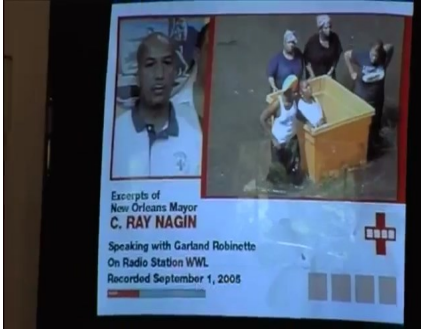 Excerpts of
New Orleans Mayor
C. RAY NAGIN
Speaking with Garland Robinette
On Radio Station WWL
Recorded September 1, 2005